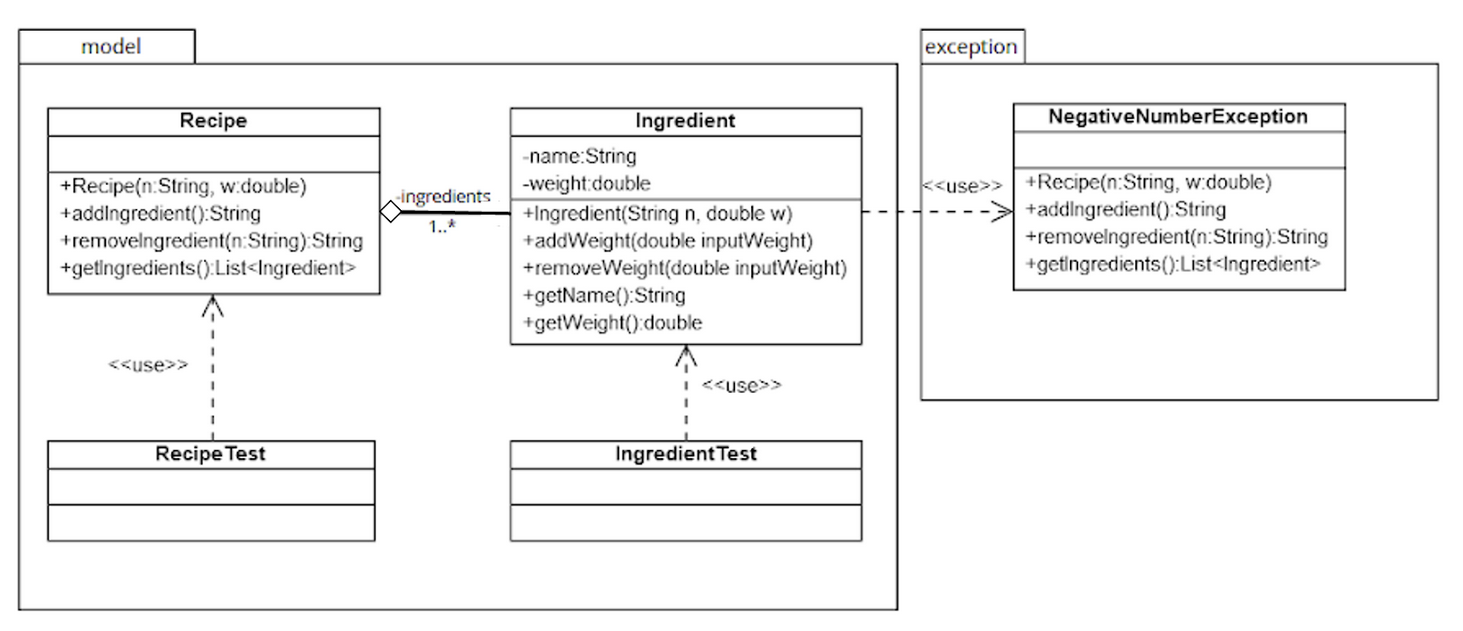 model
Recipe
+Recipe(n:String, w:double)
+addIngredient():String
+removeIngredient(n:String):String
+getIngredients():List<Ingredient>
-ingredients
1..*
Ingredient
-name:String
-weight:double
+Ingredient(String n, double w)
+addWeight(double inputWeight)
+removeWeight(double inputWeight)
+getName():String
+getWeight():double
<<use>>
<<use>>
RecipeTest
IngredientTest
exception
<<use>>
NegativeNumberException
+Recipe(n:String, w:double)
+addIngredient():String
+removeIngredient(n:String):String
+getIngredients():List<Ingredient>